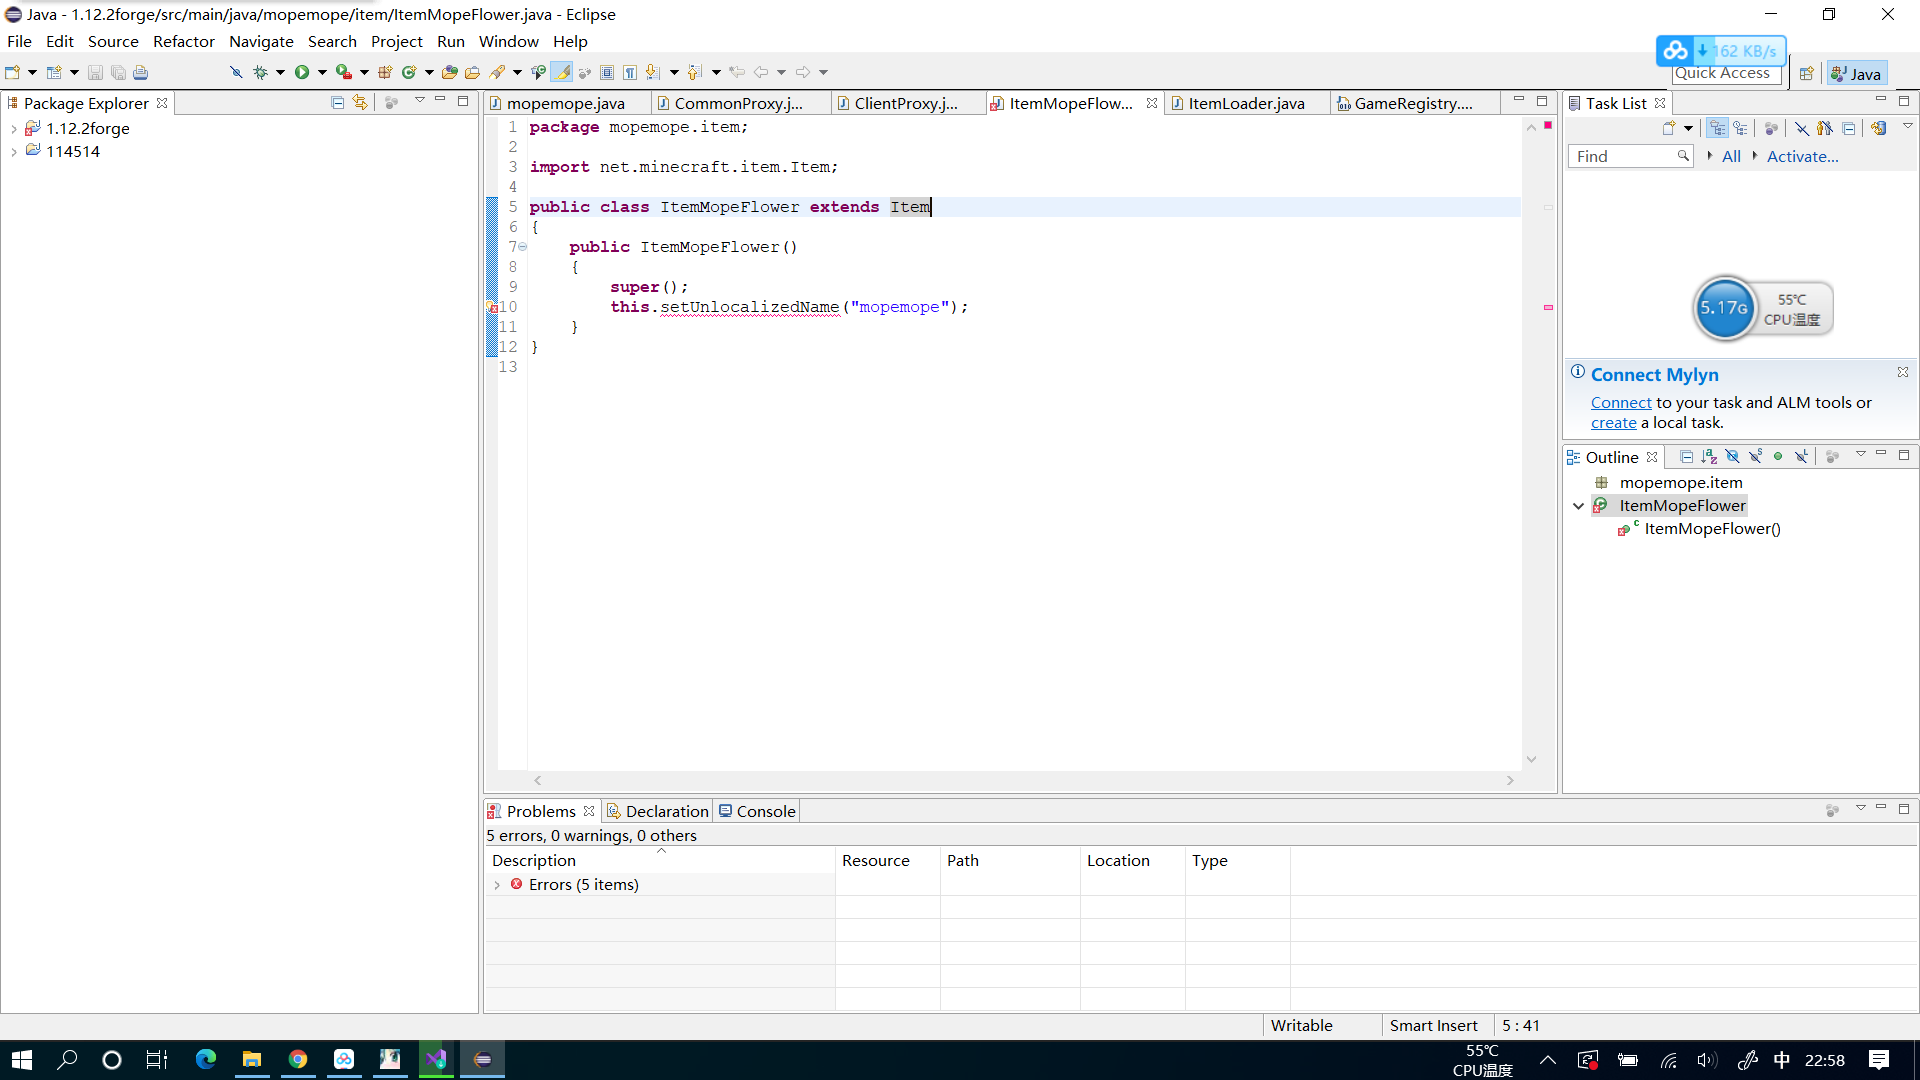 Java - 1.12.2forge/src/main/java/mopemope/item/ItemMopeFlower.java - Eclipse
File Edit Source Refactor Navigate Search Project Run Window Help
162 KB/s
Quick Access
Java
Package Explorer
1.12.2forge
114514
mopemope.java
CommonProxy.j...
ClientProxy.j...
ItemMopeFlow...
ItemLoader.java
GameRegistry....
1 package mopemope.item;
2
3 import net.minecraft.item.Item;
4
5 public class ItemMopeFlower extends Item
6 {
7 public ItemMopeFlower()
8 {
9 super();
10 this.setUnlocalizedName("mopemope");
11 }
12 }
13
Task List
Find
All
Activate...
5.17G
55℃
CPU温度
Connect Mylyn
Connect to your task and ALM tools or
create a local task.
Outline
mopemope.item
ItemMopeFlower
ItemMopeFlower()
Problems
Declaration
Console
5 errors, 0 warnings, 0 others
Description Resource Path Location Type
Errors (5 items)
Writable
Smart Insert
5 : 41
55℃
CPU温度
中
22:58